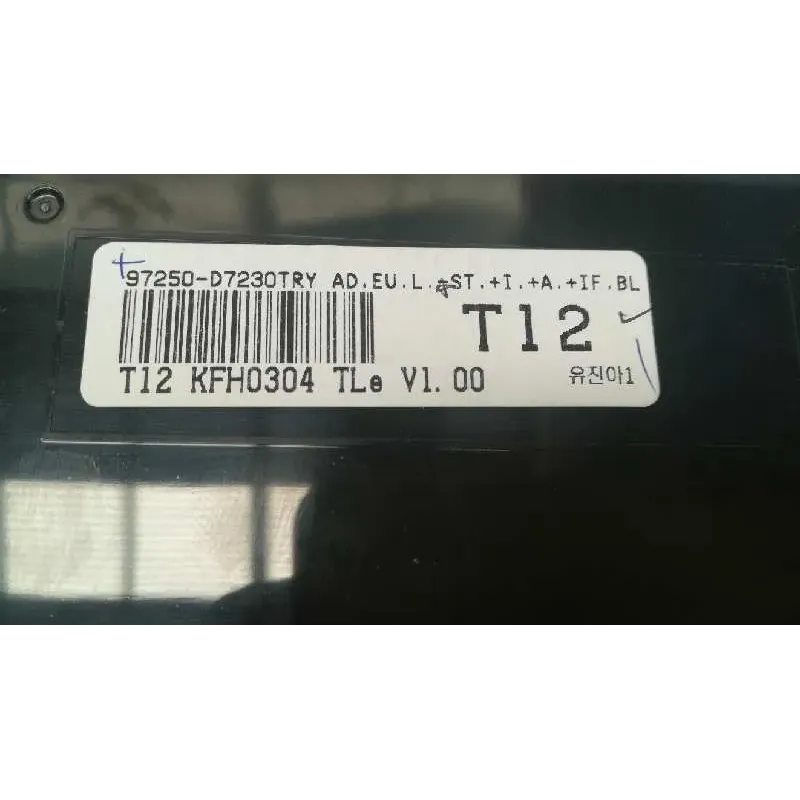 97250-D7230TRY AD.EU.L.+ST.+I.+A.+IF.BL
T12
T12 KFH0304 TLe V1.00
유진아1